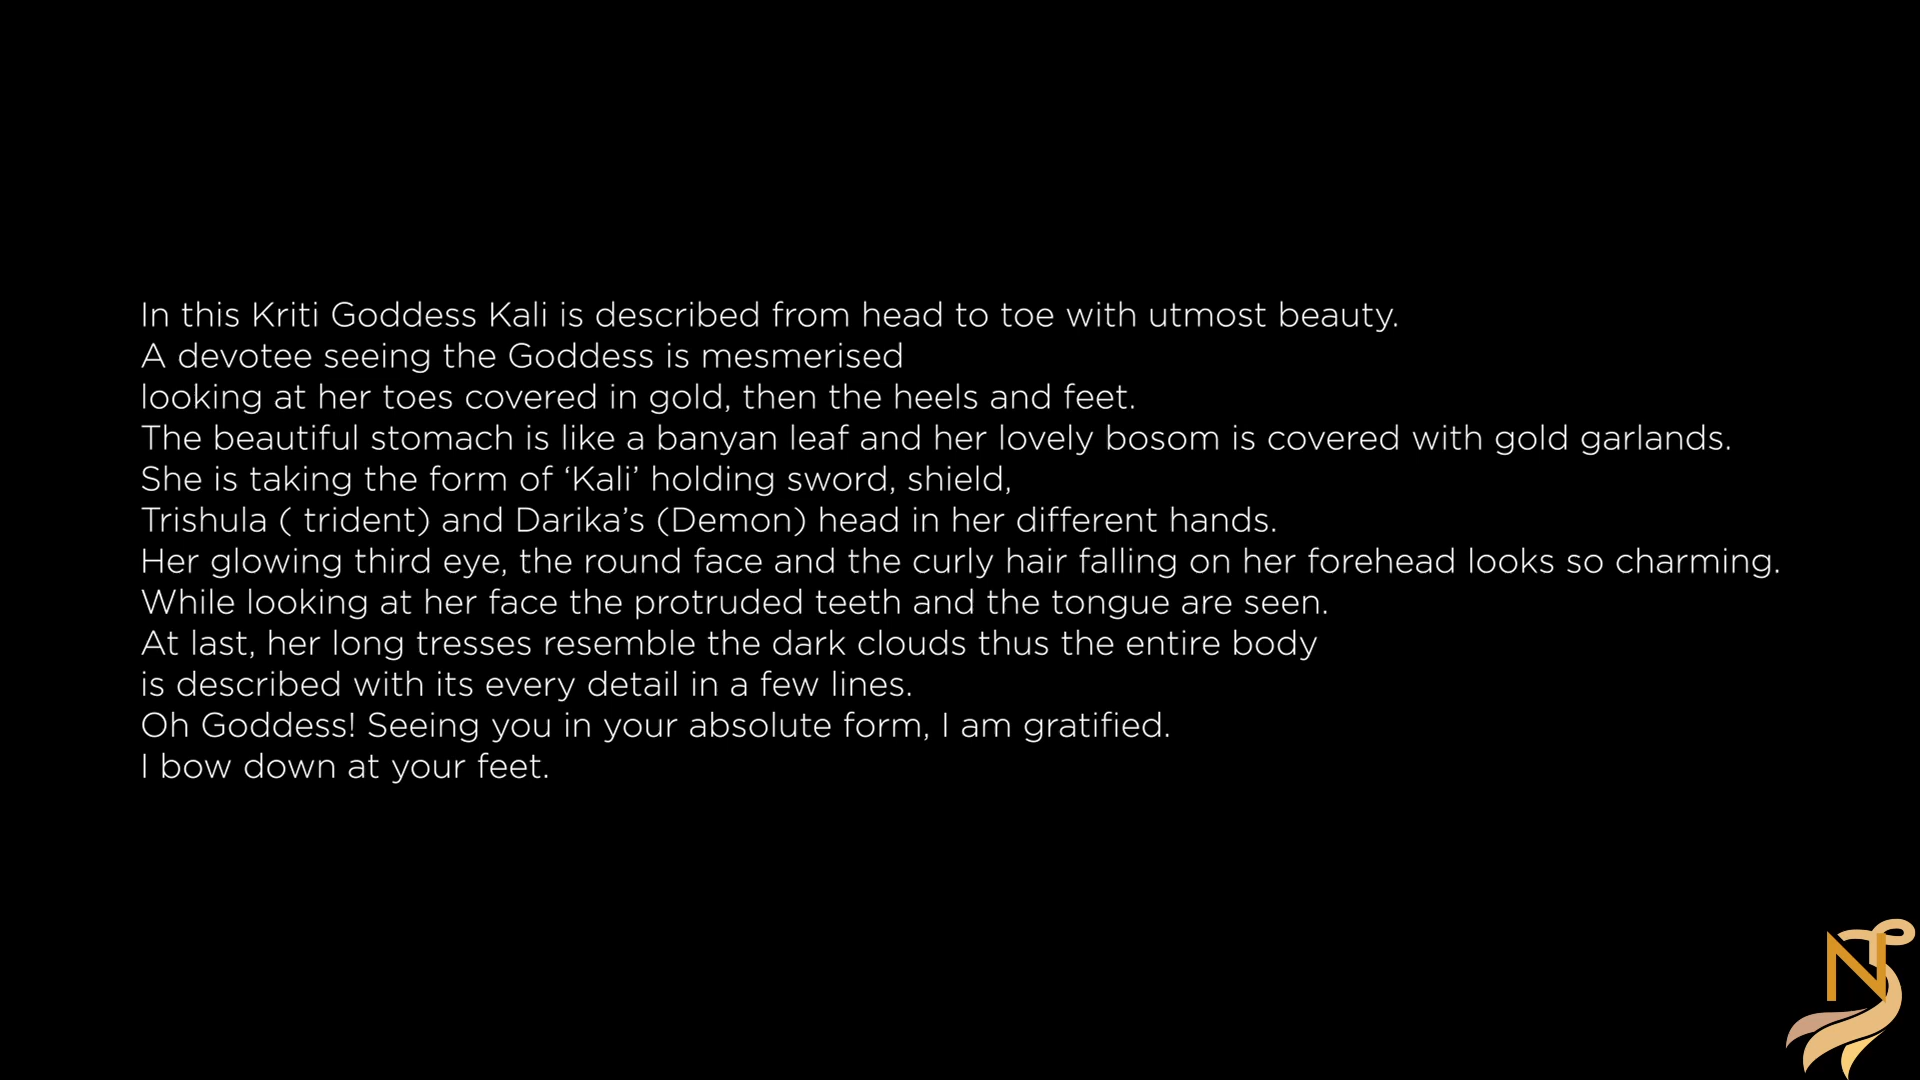 In this Kriti Goddess Kali is described from head to toe with utmost beauty.
A devotee seeing the Goddess is mesmerised
looking at her toes covered in gold, then the heels and feet.
The beautiful stomach is like a banyan leaf and her lovely bosom is covered with gold garlands.
She is taking the form of ‘Kali’ holding sword, shield,
Trishula ( trident) and Darika’s (Demon) head in her different hands.
Her glowing third eye, the round face and the curly hair falling on her forehead looks so charming.
While looking at her face the protruded teeth and the tongue are seen.
At last, her long tresses resemble the dark clouds thus the entire body
is described with its every detail in a few lines.
Oh Goddess! Seeing you in your absolute form, I am gratified.
I bow down at your feet.
N